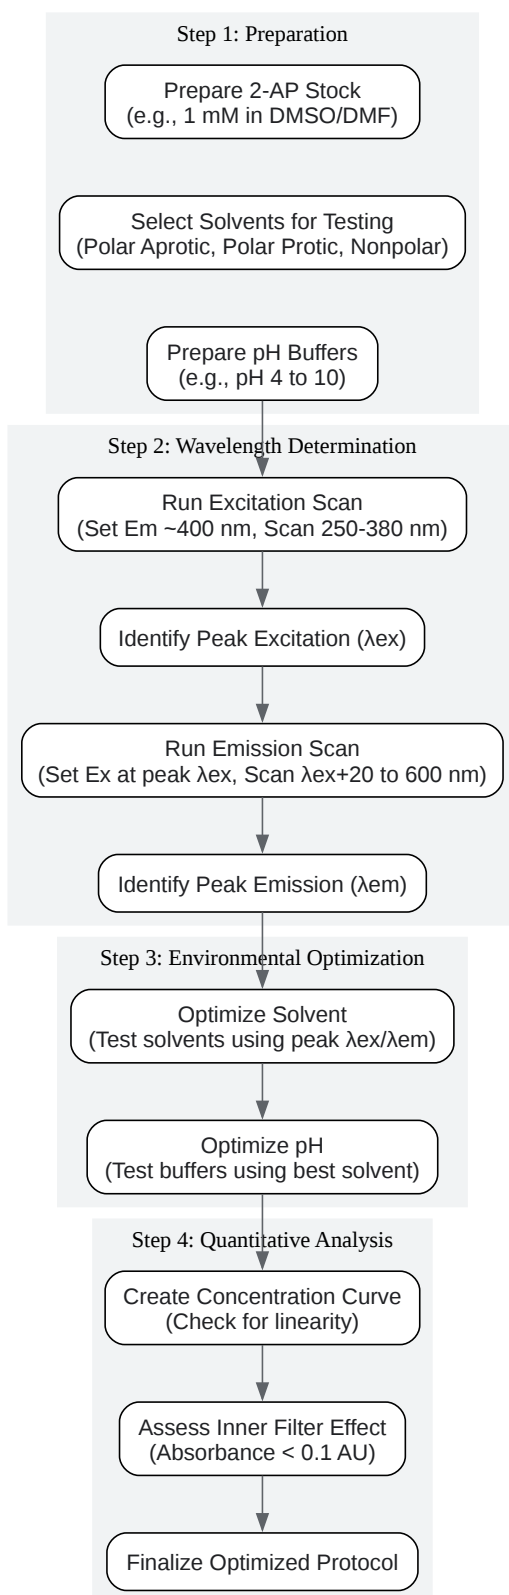 Step 1: Preparation
Prepare 2-AP Stock
(e.g., 1 mM in DMSO/DMF)
Select Solvents for Testing
(Polar Aprotic, Polar Protic, Nonpolar)
Prepare pH Buffers
(e.g., pH 4 to 10)
Step 2: Wavelength Determination
Run Excitation Scan
(Set Em ~400 nm, Scan 250-380 nm)
Identify Peak Excitation (λex)
Run Emission Scan
(Set Ex at peak λex, Scan λex+20 to 600 nm)
Identify Peak Emission (λem)
Step 3: Environmental Optimization
Optimize Solvent
(Test solvents using peak λex/λem)
Optimize pH
(Test buffers using best solvent)
Step 4: Quantitative Analysis
Create Concentration Curve
(Check for linearity)
Assess Inner Filter Effect
(Absorbance < 0.1 AU)
Finalize Optimized Protocol